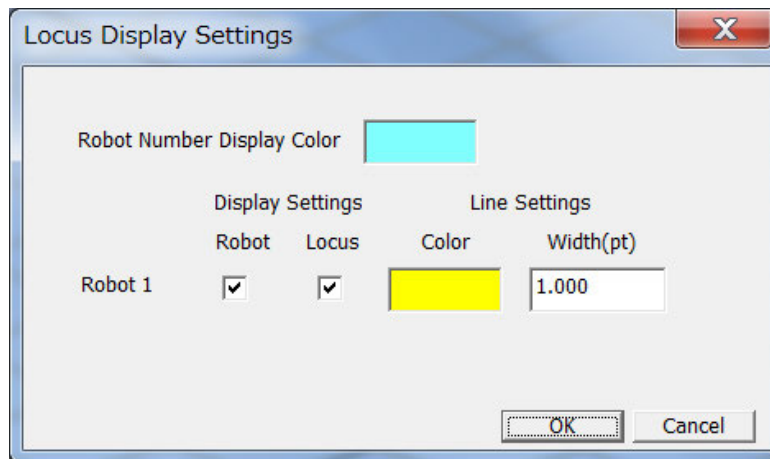 Locus Display Settings
Robot Number Display Color
Display Settings Line Settings
Robot Locus Color Width(pt)
Robot 1 1.000
OK Cancel